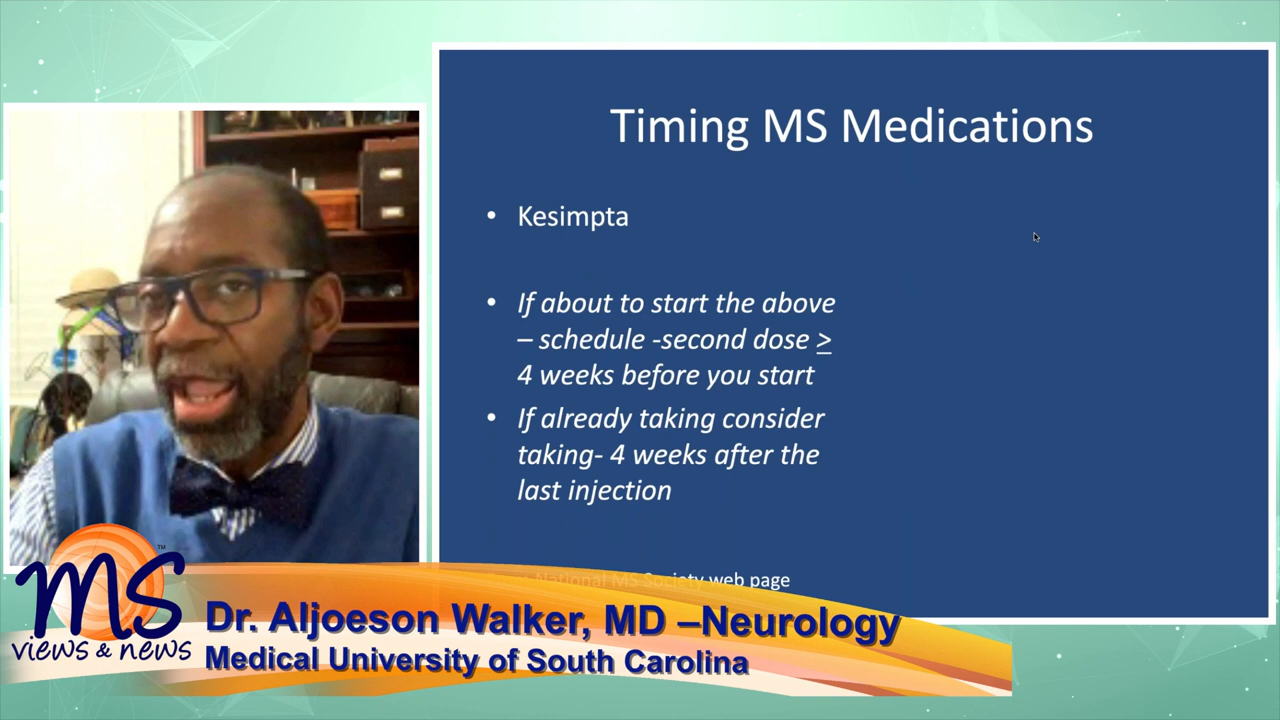 Timing MS Medications
• Kesimpta
• If about to start the above
– schedule -second dose ≥
4 weeks before you start
• If already taking consider
taking- 4 weeks after the
last injection
National MS Society web page
MS
TM
views & news
Dr. Aljoeson Walker, MD –Neurology
Medical University of South Carolina